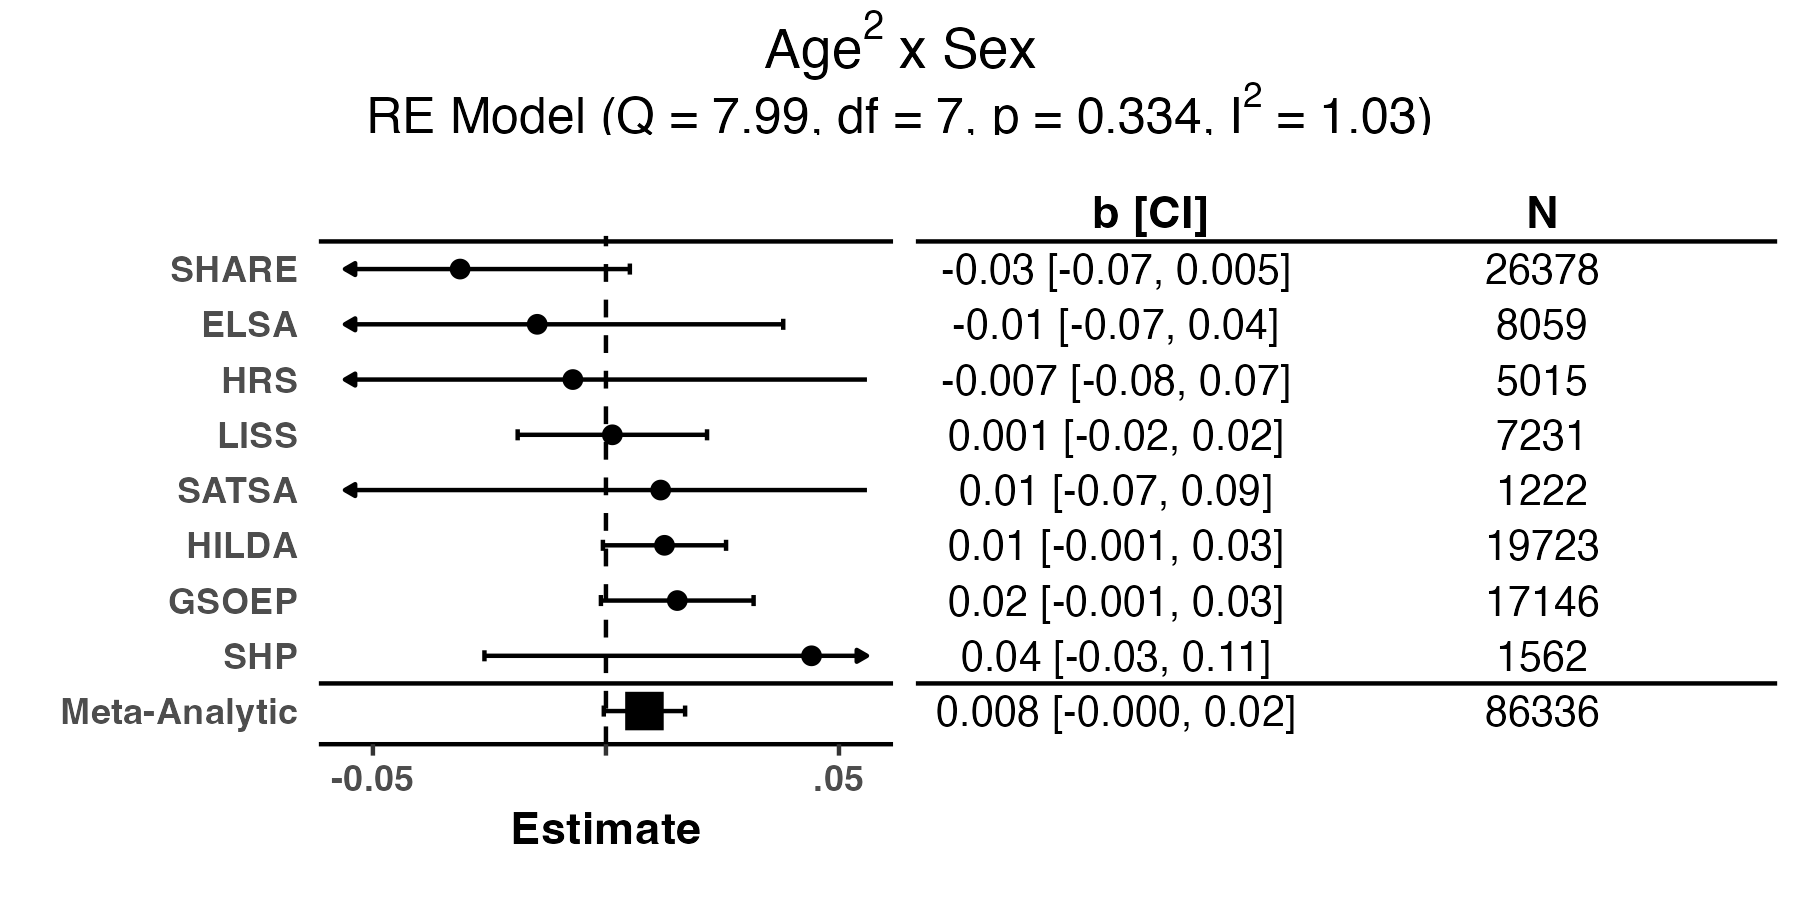 Age² x Sex
RE Model (Q = 7.99, df = 7, p = 0.334, I² = 1.03)
b [CI] N
SHARE -0.03 [-0.07, 0.005] 26378
ELSA -0.01 [-0.07, 0.04] 8059
HRS -0.007 [-0.08, 0.07] 5015
LISS 0.001 [-0.02, 0.02] 7231
SATSA 0.01 [-0.07, 0.09] 1222
HILDA 0.01 [-0.001, 0.03] 19723
GSOEP 0.02 [-0.001, 0.03] 17146
SHP 0.04 [-0.03, 0.11] 1562
Meta-Analytic 0.008 [-0.000, 0.02] 86336
-0.05 .05
Estimate